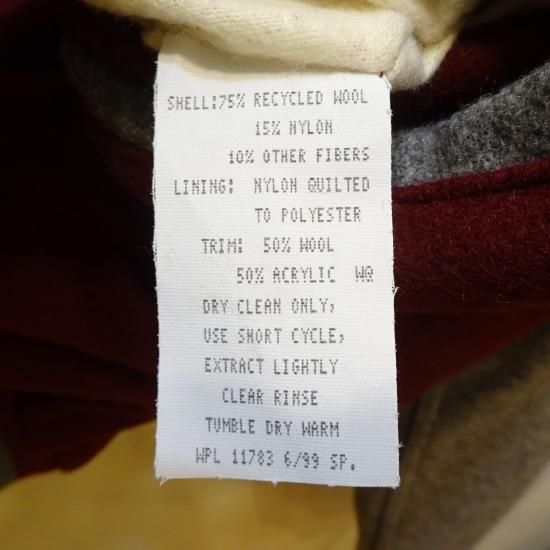 SHELL:75% RECYCLED WOOL
15% NYLON
10% OTHER FIBERS
LINING: NYLON QUILTED
TO POLYESTER
TRIM: 50% WOOL
50% ACRYLIC WQ
DRY CLEAN ONLY,
USE SHORT CYCLE,
EXTRACT LIGHTLY
CLEAR RINSE
TUMBLE DRY WARM
WPL 11783 6/99 SP.